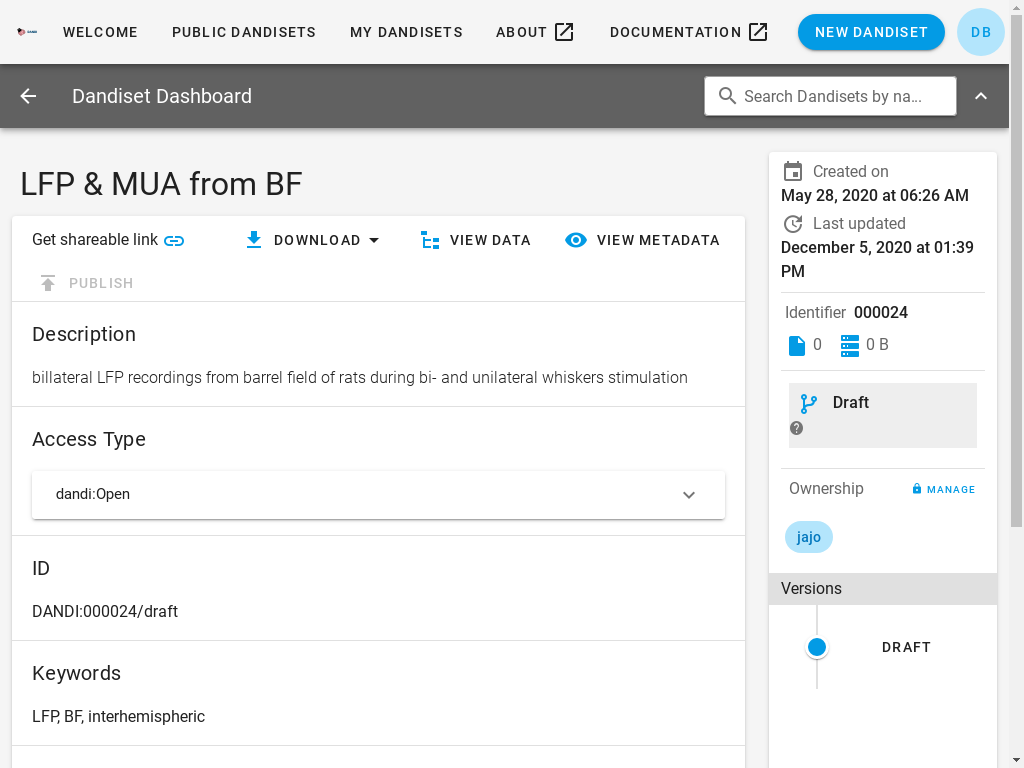 WELCOME PUBLIC DANDISETS MY DANDISETS ABOUT DOCUMENTATION NEW DANDISET DB
Dandiset Dashboard Search Dandisets by na...
LFP & MUA from BF
Get shareable link DOWNLOAD VIEW DATA VIEW METADATA
PUBLISH
Description
billateral LFP recordings from barrel field of rats during bi- and unilateral whiskers stimulation
Access Type
dandi:Open
ID
DANDI:000024/draft
Keywords
LFP, BF, interhemispheric
Created on
May 28, 2020 at 06:26 AM
Last updated
December 5, 2020 at 01:39
PM
Identifier 000024
0 0 B
Draft
Ownership MANAGE
jajo
Versions
DRAFT